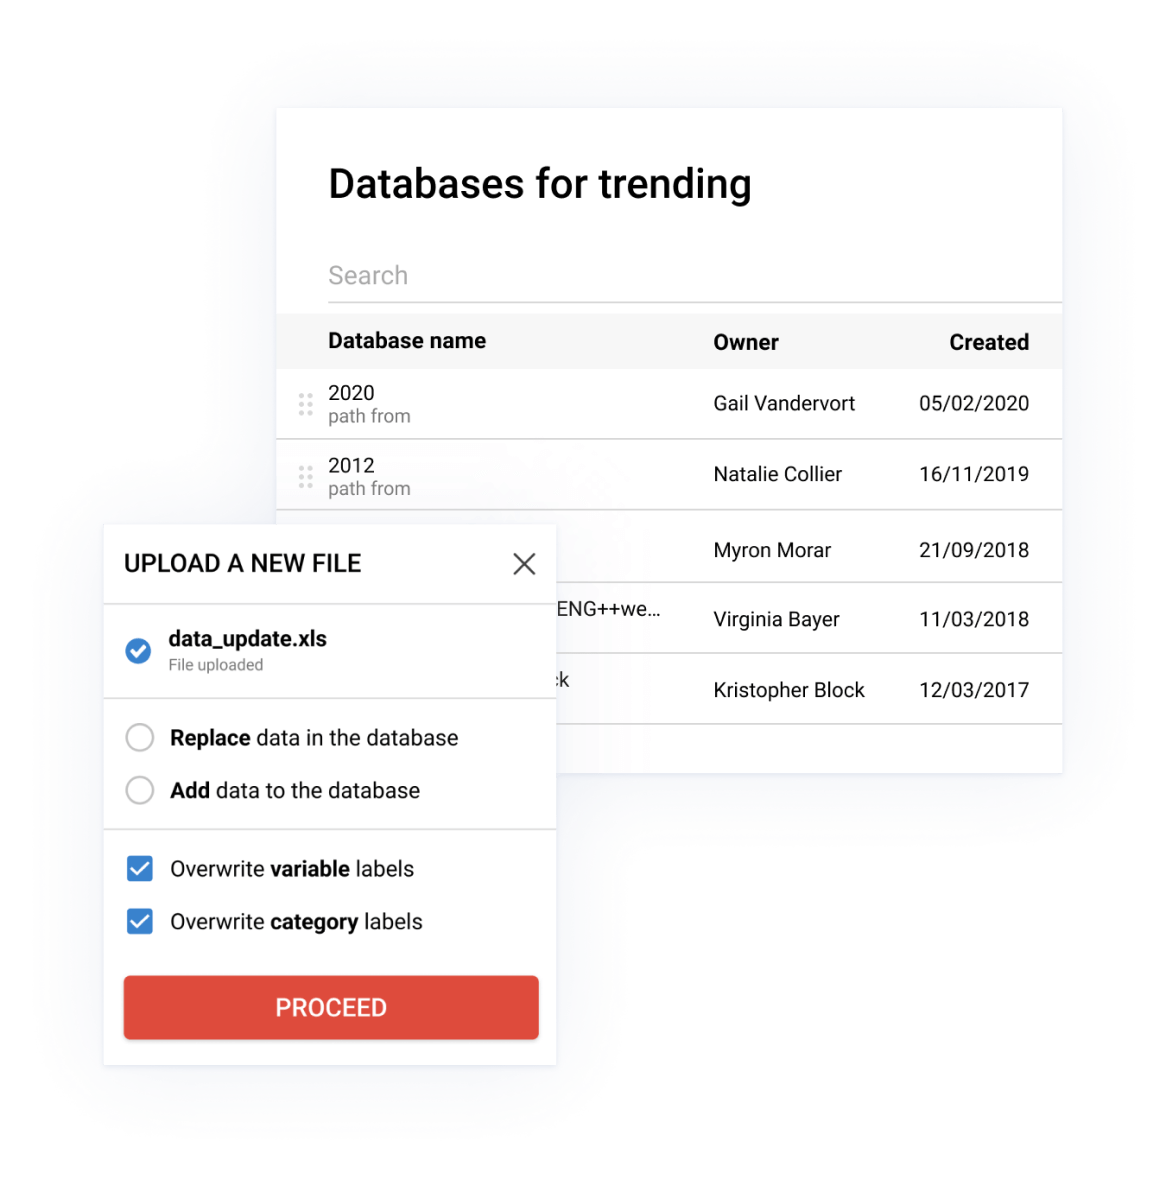 Databases for trending
Search
Database name Owner Created
2020
path from
Gail Vandervort 05/02/2020
2012
path from
Natalie Collier 16/11/2019
Myron Morar 21/09/2018
ENG++we...
Virginia Bayer 11/03/2018
ck
Kristopher Block 12/03/2017
UPLOAD A NEW FILE
data_update.xls
File uploaded
Replace data in the database
Add data to the database
Overwrite variable labels
Overwrite category labels
PROCEED